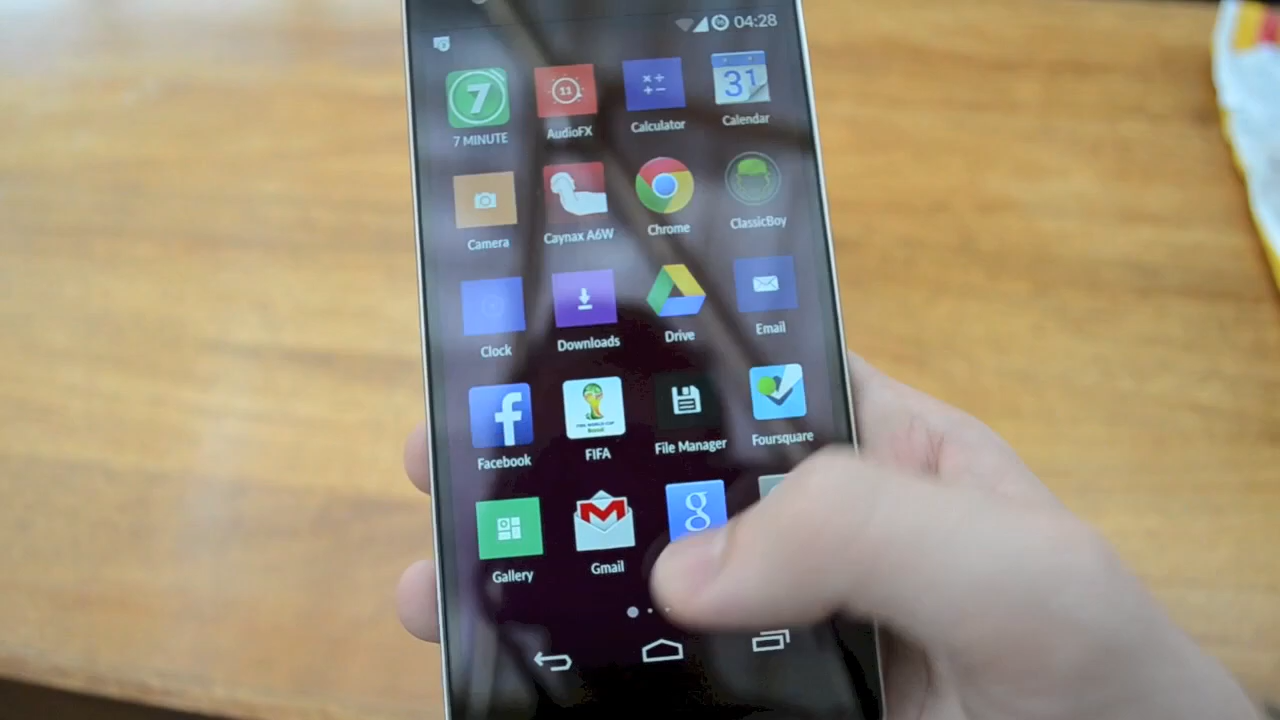 04:28
7
7 MINUTE
11
AudioFX
Calculator
31
Calendar
Camera
Caynax A6W
Chrome
ClassicBoy
Clock
Downloads
Drive
Email
f
Facebook
FIFA
File Manager
Foursquare
Gallery
M
Gmail
g